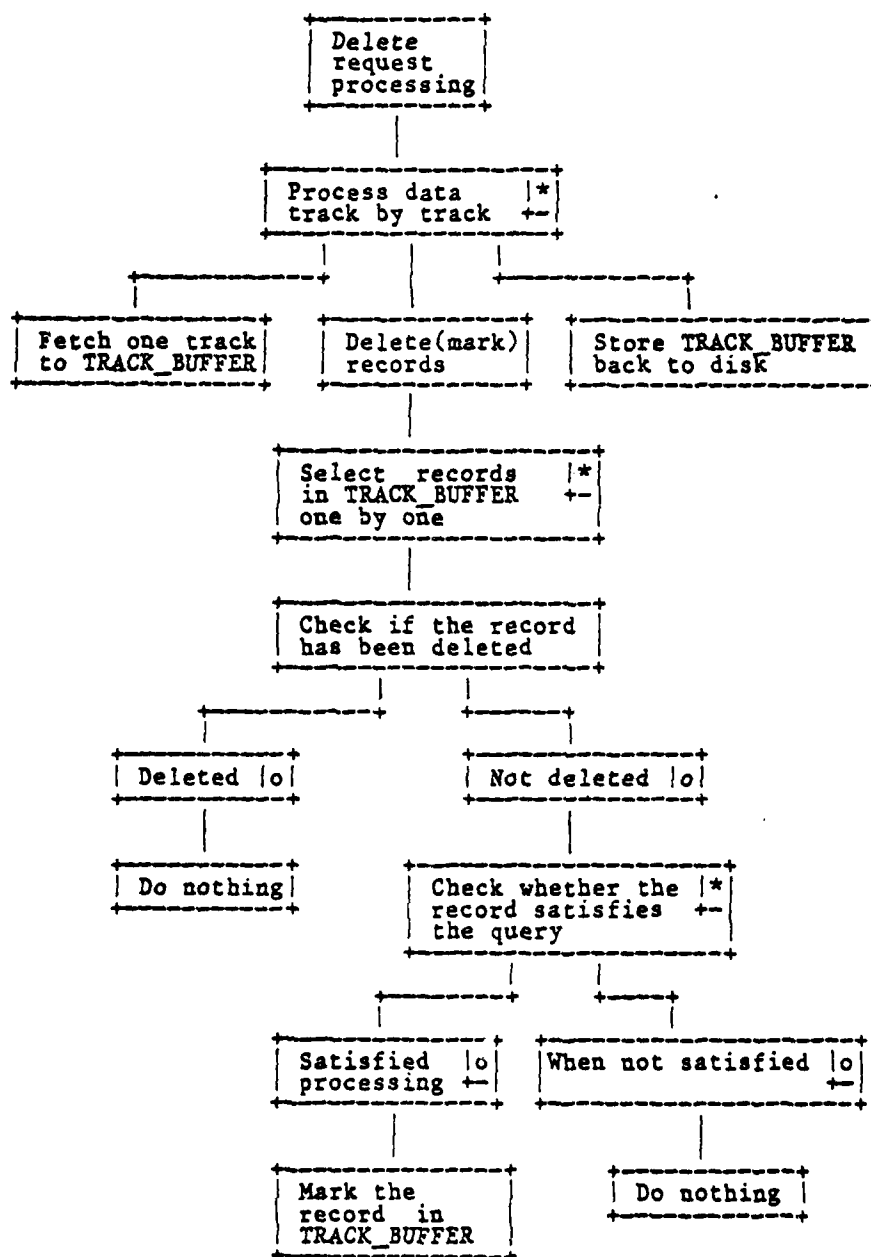 Delete
request
processing
Process data *
track by track
Fetch one track
to TRACK_BUFFER
Delete(mark)
records
Store TRACK_BUFFER
back to disk
Select records *
in TRACK_BUFFER
one by one
Check if the record
has been deleted
Deleted o
Not deleted o
Do nothing
Check whether the *
record satisfies
the query
Satisfied o
processing
When not satisfied o
Mark the
record in
TRACK_BUFFER
Do nothing